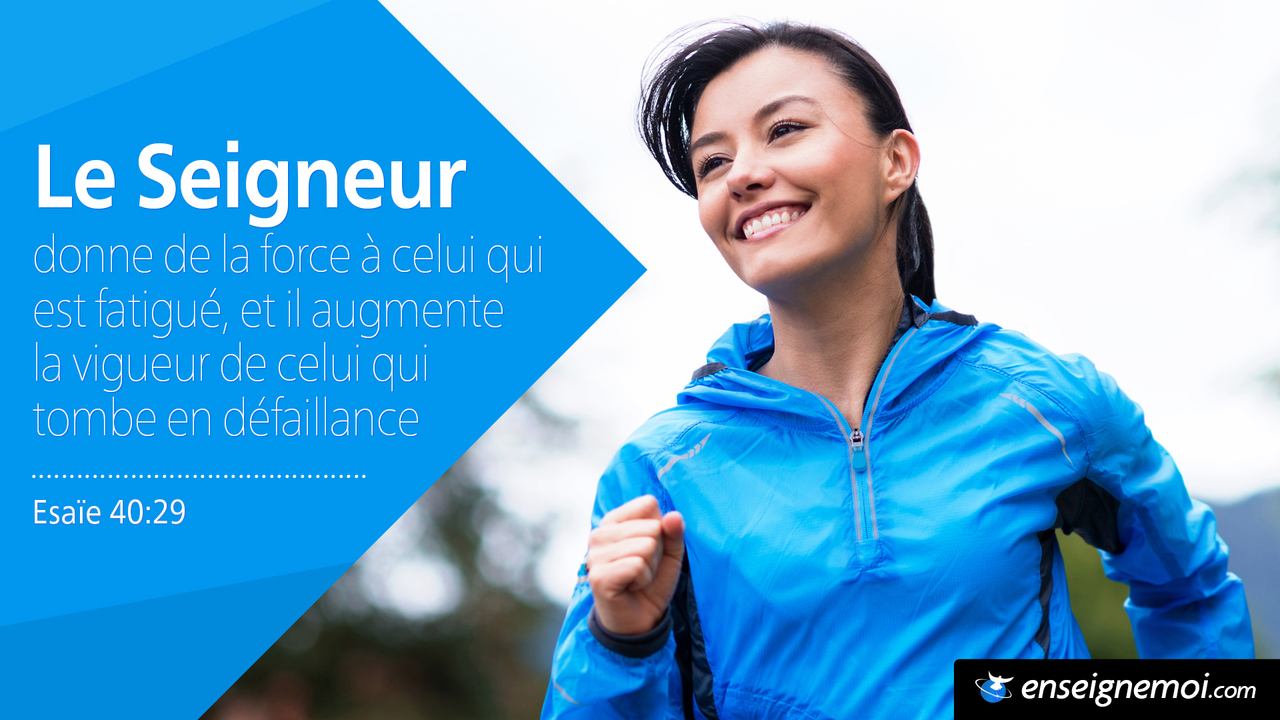 Le Seigneur
donne de la force à celui qui
est fatigué, et il augmente
la vigueur de celui qui
tombe en défaillance
Esaïe 40:29
enseignemoi.com